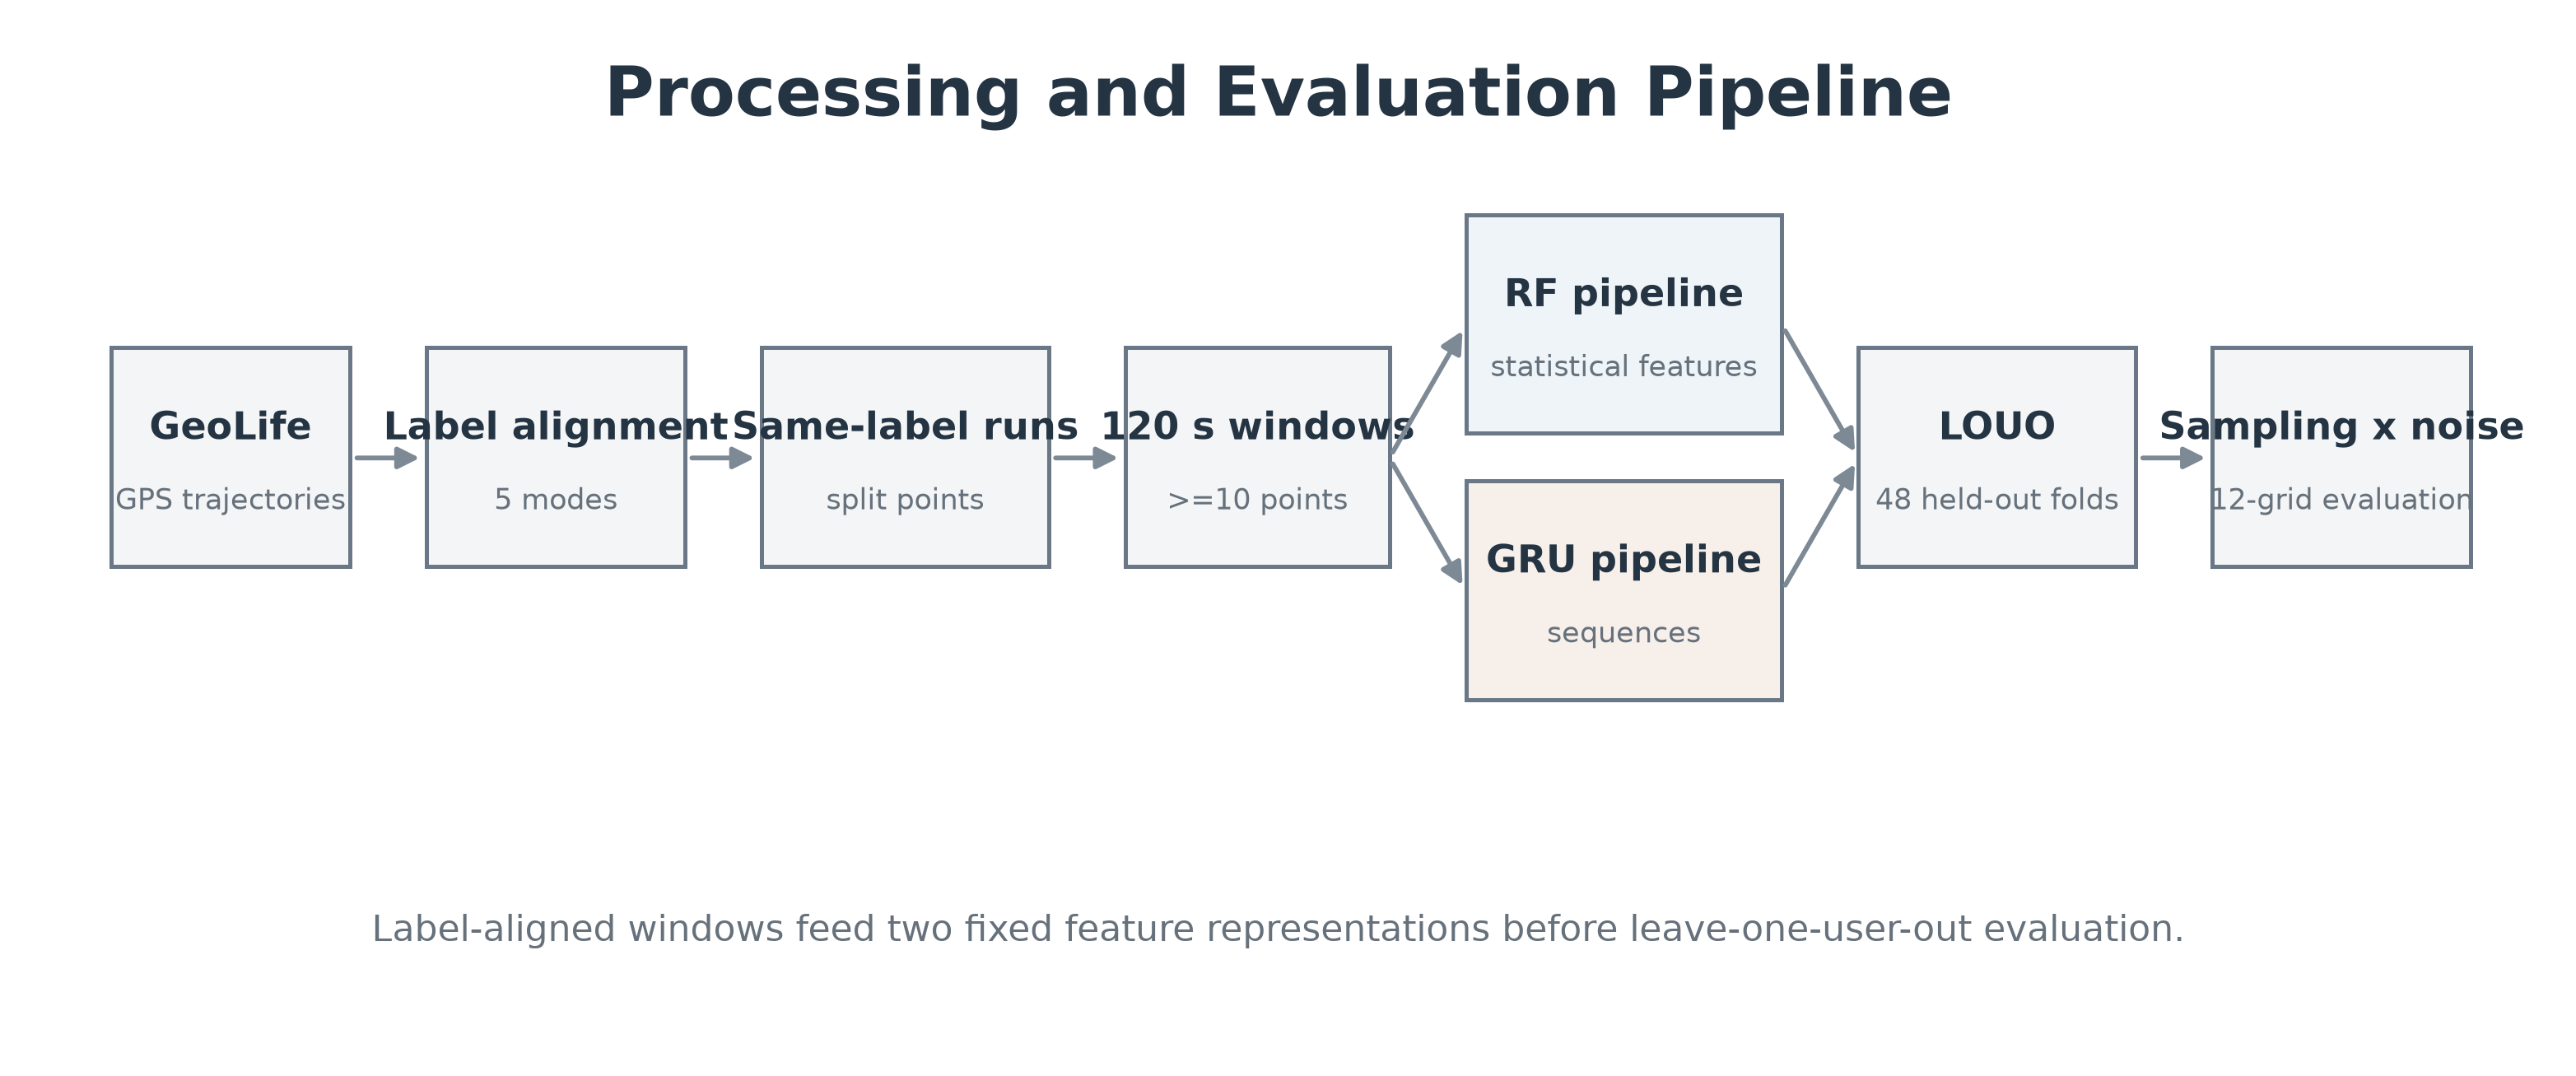 Processing and Evaluation Pipeline
GeoLife
GPS trajectories
Label alignment
5 modes
Same-label runs
split points
120 s windows
>=10 points
RF pipeline
statistical features
GRU pipeline
sequences
LOUO
48 held-out folds
Sampling x noise
12-grid evaluation
Label-aligned windows feed two fixed feature representations before leave-one-user-out evaluation.